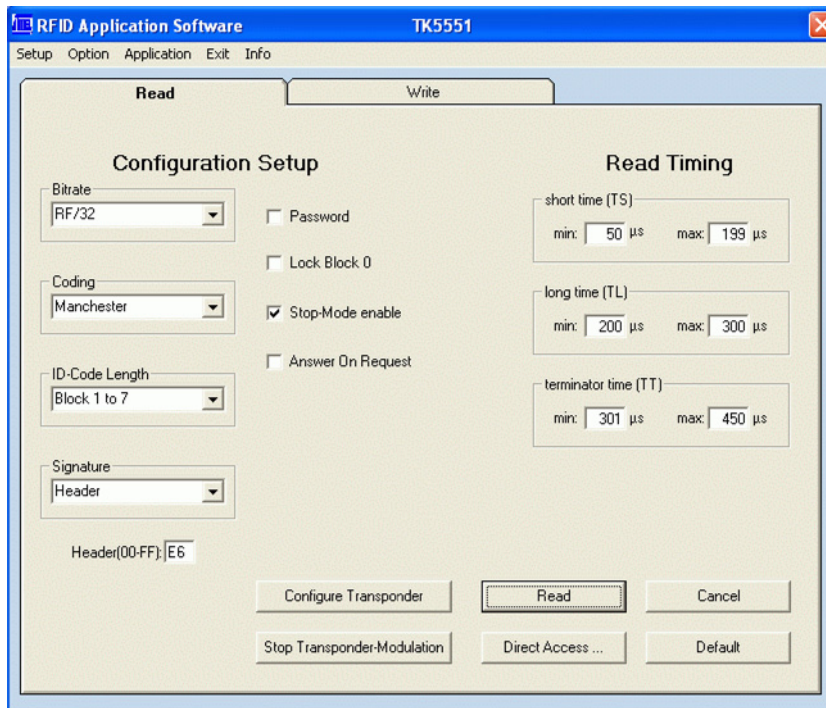 RFID Application Software TK5551
Setup Option Application Exit Info
Read Write
Configuration Setup
Bitrate
RF/32
Coding
Manchester
ID-Code Length
Block 1 to 7
Signature
Header
Header(00-FF): E6
Password
Lock Block 0
Stop-Mode enable
Answer On Request
Read Timing
short time (TS)
min: 50 µs max: 199 µs
long time (TL)
min: 200 µs max: 300 µs
terminator time (TT)
min: 301 µs max: 450 µs
Configure Transponder Read Cancel
Stop Transponder-Modulation Direct Access ... Default